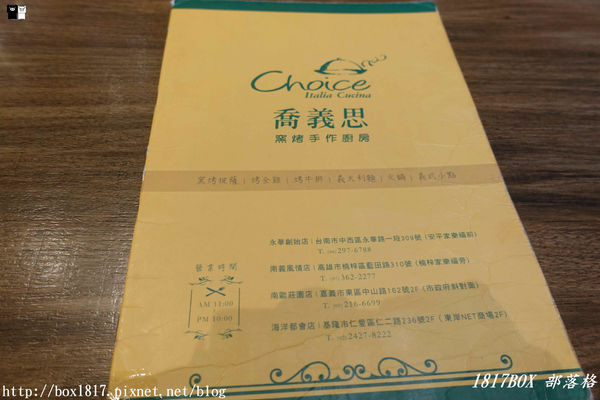 Choice
Italia Cucina
喬義思
窯烤手作廚房
窯烤披薩 | 烤全雞 | 烤牛排 | 義大利麵 | 火鍋 | 義式小點
營業時間
AM 11:00
PM 10:00
永華創始店 | 台南市中西區永華路一段309號 (安平家樂福前)
T. (06)297-6788
南義風情店 | 高雄市楠梓區藍田路310號 (楠梓家樂福旁)
T. (07)362-2277
南歐莊園店 | 嘉義市東區中山路162號2F (市政府斜對面)
T. (05)216-6699
海洋都會店 | 基隆市仁愛區仁二路236號2F (東岸NET商場2F)
T. (02)2427-8222
http://box1817.pixnet.net/blog
1817BOX 部落格